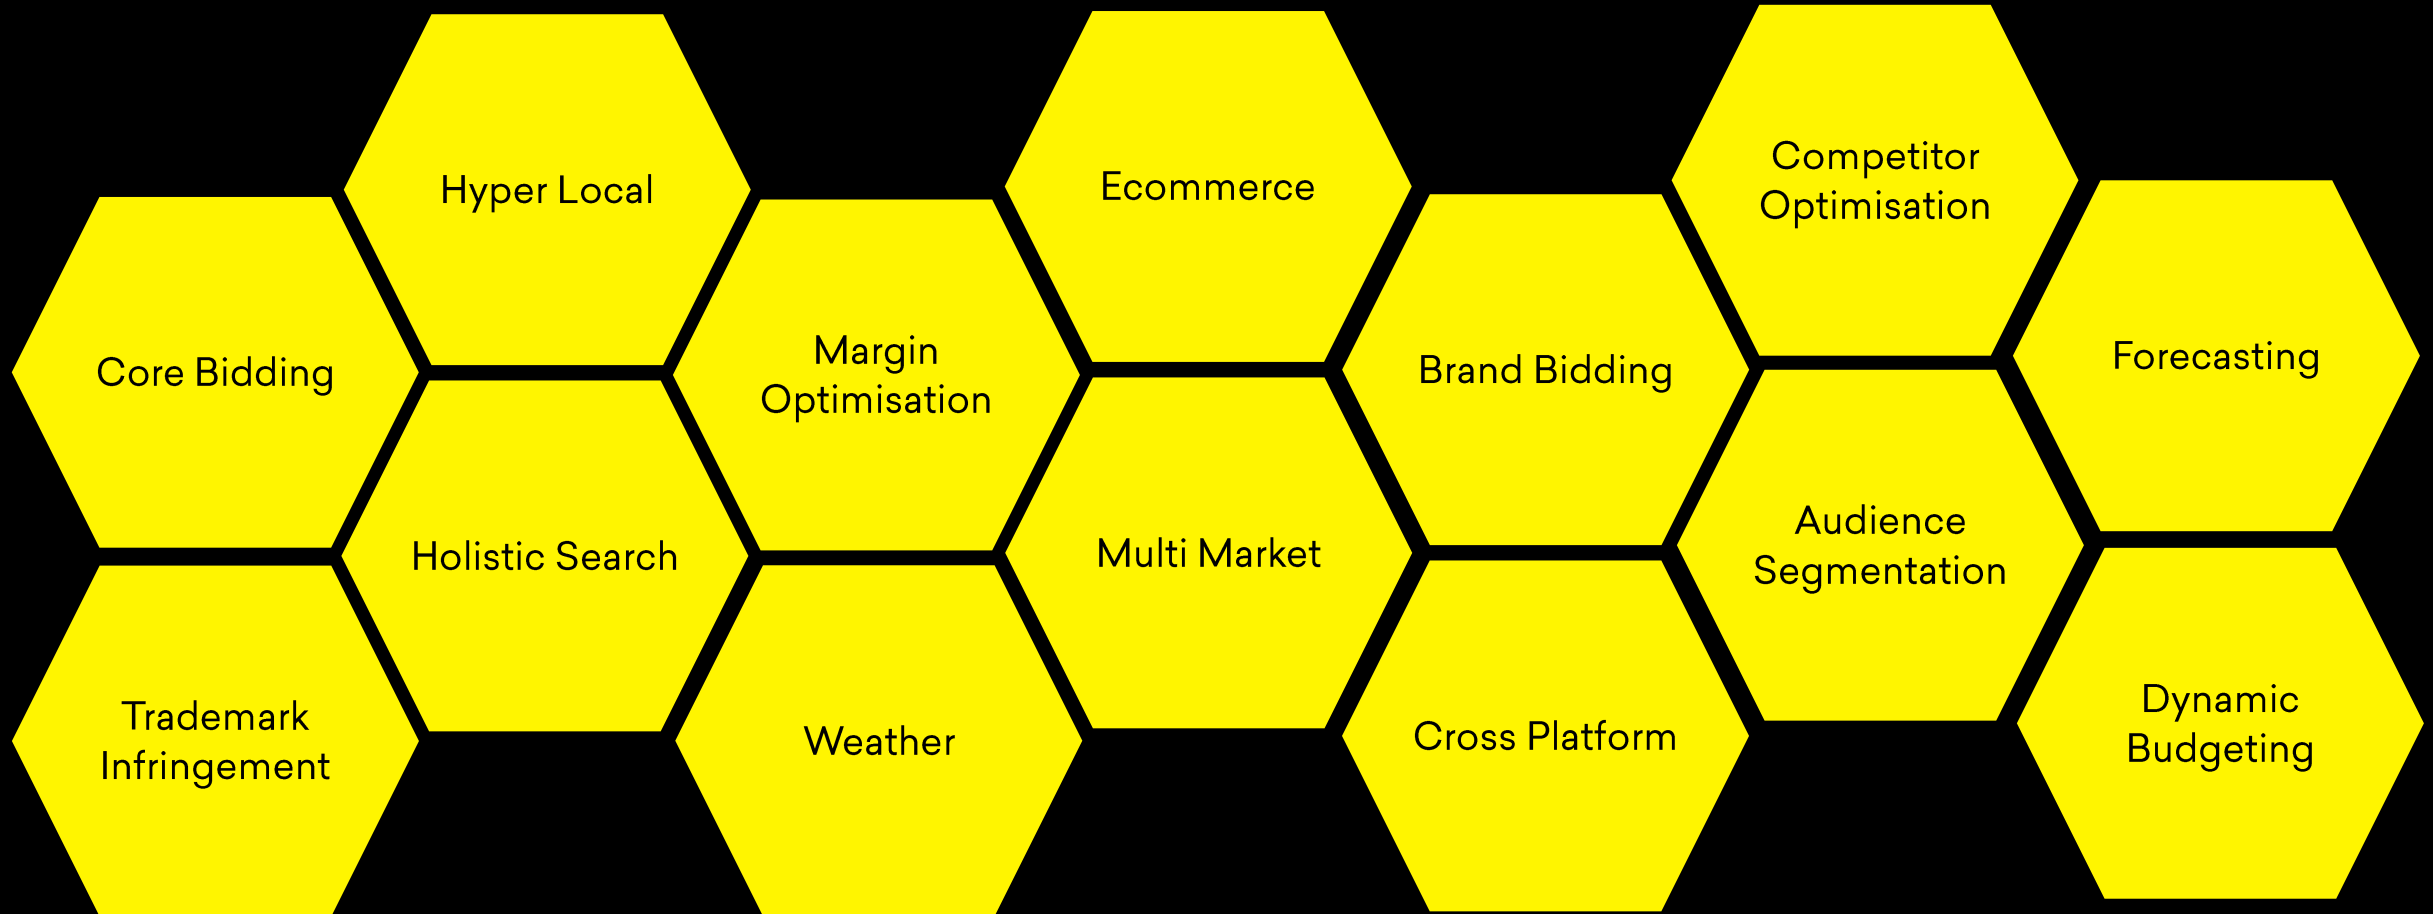 Hyper Local
Ecommerce
Competitor
Optimisation
Core Bidding
Margin
Optimisation
Brand Bidding
Forecasting
Holistic Search
Multi Market
Audience
Segmentation
Trademark
Infringement
Weather
Cross Platform
Dynamic
Budgeting